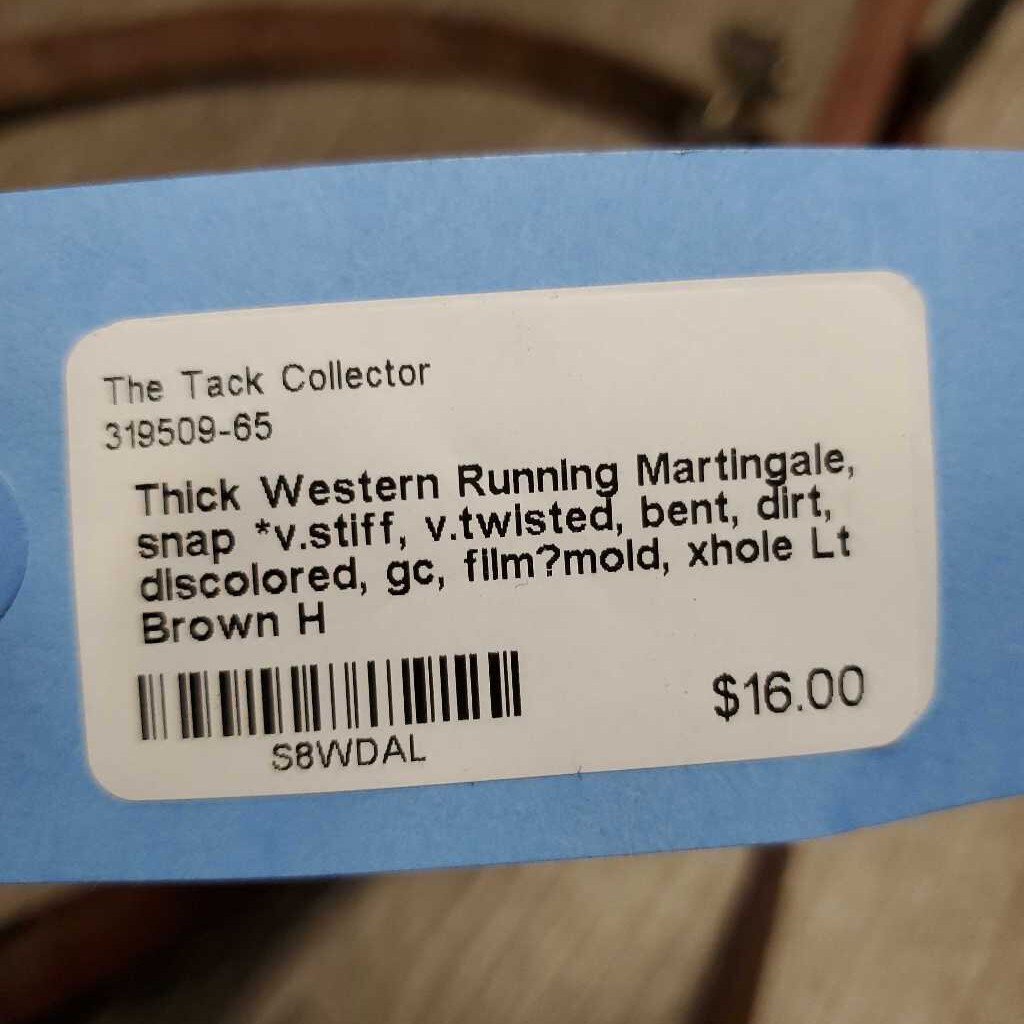 The Tack Collector
319509-65
Thick Western Running Martingale,
snap *v.stiff, v.twisted, bent, dirt,
discolored, gc, film?mold, xhole Lt
Brown H
$16.00
S8WDAL